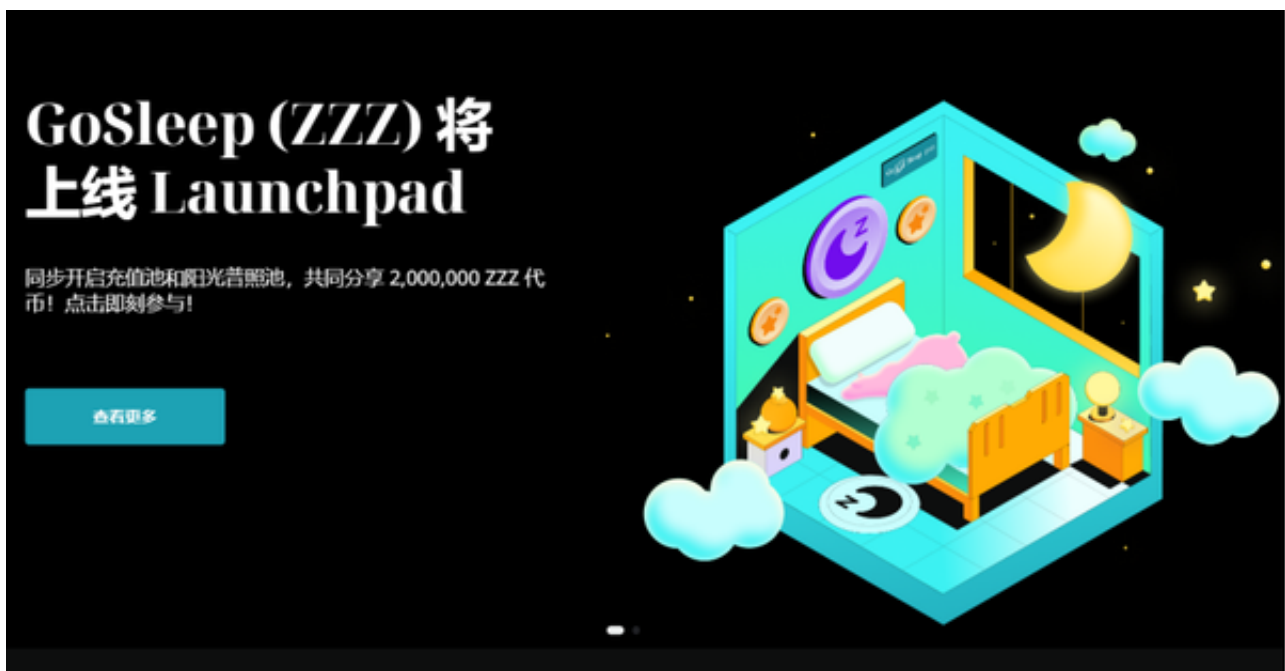 GoSleep (ZZZ) 将
上线 Launchpad
同步开启充值池和阳光普照池，共同分享 2,000,000 ZZZ 代
币！点击即刻参与！
查看更多
Z
Z